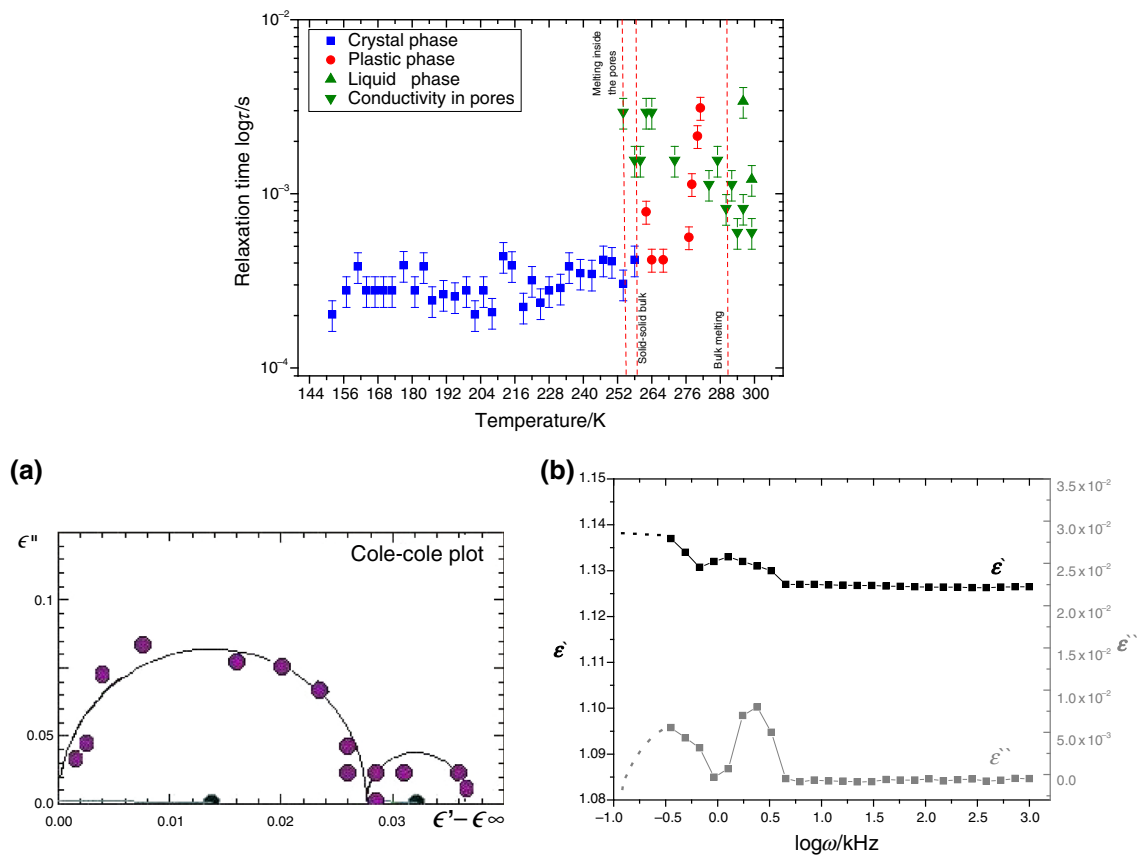 10⁻²
10⁻³
10⁻⁴
Relaxation time logτ/s
Crystal phase
Plastic phase
Liquid phase
Conductivity in pores
Melting inside
the pores
Solid-solid bulk
Bulk melting
144 156 168 180 192 204 216 228 240 252 264 276 288 300
Temperature/K
(a)
ϵ"
Cole-cole plot
0.1
0.05
0.0
0.00 0.01 0.02 0.03
ϵ'−ϵ∞
(b)
1.15
1.14
1.13
1.12
1.11
1.10
1.09
1.08
ε`
ε`
ε``
3.5 x 10⁻²
3.0 x 10⁻²
2.5 x 10⁻²
2.0 x 10⁻²
1.5 x 10⁻²
1.0 x 10⁻²
5.0 x 10⁻³
0.0
ε``
−1.0 −0.5 0.0 0.5 1.0 1.5 2.0 2.5 3.0
logω/kHz